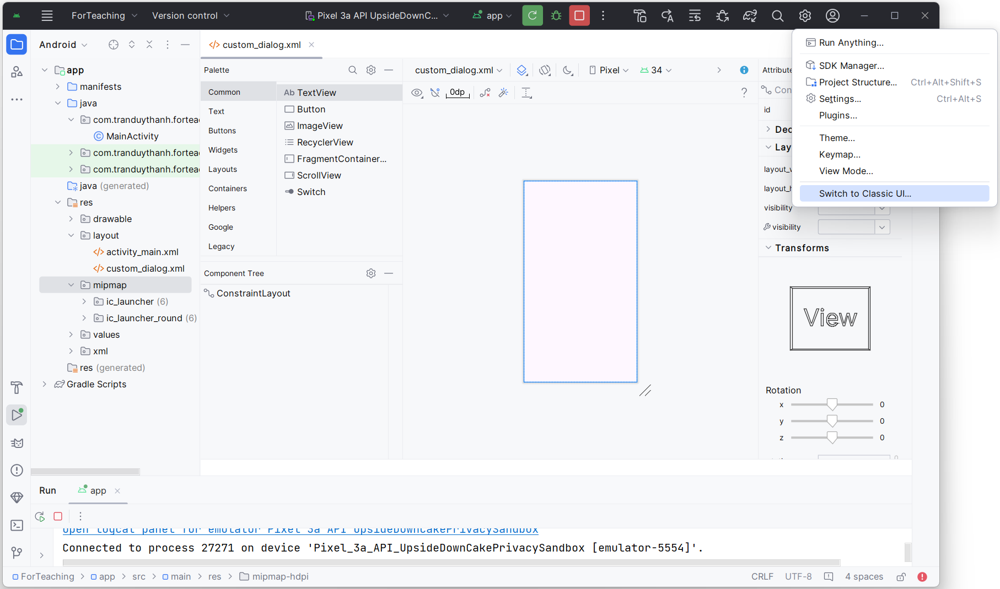 ForTeaching
Version control
Pixel 3a API UpsideDownC...
app
Android
custom_dialog.xml
app
manifests
java
com.tranduythanh.fortea
MainActivity
com.tranduythanh.fortea
com.tranduythanh.fortea
java (generated)
res
drawable
layout
activity_main.xml
custom_dialog.xml
mipmap
ic_launcher (6)
ic_launcher_round (6)
values
xml
res (generated)
Gradle Scripts
Palette
Common
Text
Buttons
Widgets
Layouts
Containers
Helpers
Google
Legacy
Ab TextView
Button
ImageView
RecyclerView
FragmentContainer...
ScrollView
Switch
Component Tree
ConstraintLayout
custom_dialog.xml
Pixel
34
0dp
?
Attribute
Con
id
Dec
Lay
layout_v
layout_h
visibility
visibility
Transforms
View
Rotation
x 0
y 0
z 0
Run Anything...
SDK Manager...
Project Structure... Ctrl+Alt+Shift+S
Settings... Ctrl+Alt+S
Plugins...
Theme...
Keymap...
View Mode...
Switch to Classic UI...
Run
app
Open logcat panel for emulator Pixel 3a API UpsideDownCakePrivacySandbox
Connected to process 27271 on device 'Pixel_3a_API_UpsideDownCakePrivacySandbox [emulator-5554]'.
ForTeaching > app > src > main > res > mipmap-hdpi
CRLF UTF-8 4 spaces